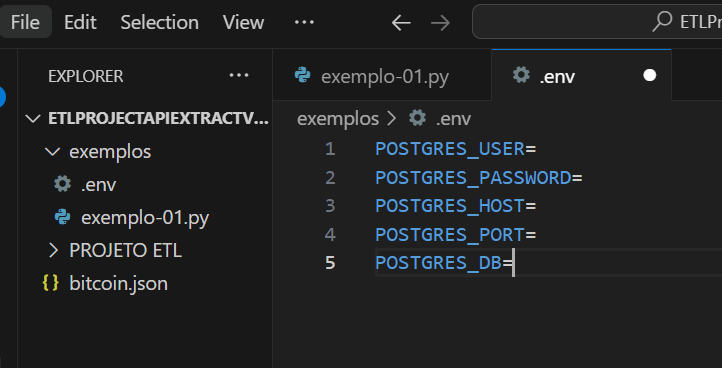 File Edit Selection View ··· ← → ETLPr
EXPLORER ···
exemplo-01.py .env
ETLPROJECTAPIEXTRACTV...
exemplos > .env
exemplos
.env
exemplo-01.py
PROJETO ETL
{} bitcoin.json
1 POSTGRES_USER=
2 POSTGRES_PASSWORD=
3 POSTGRES_HOST=
4 POSTGRES_PORT=
5 POSTGRES_DB=